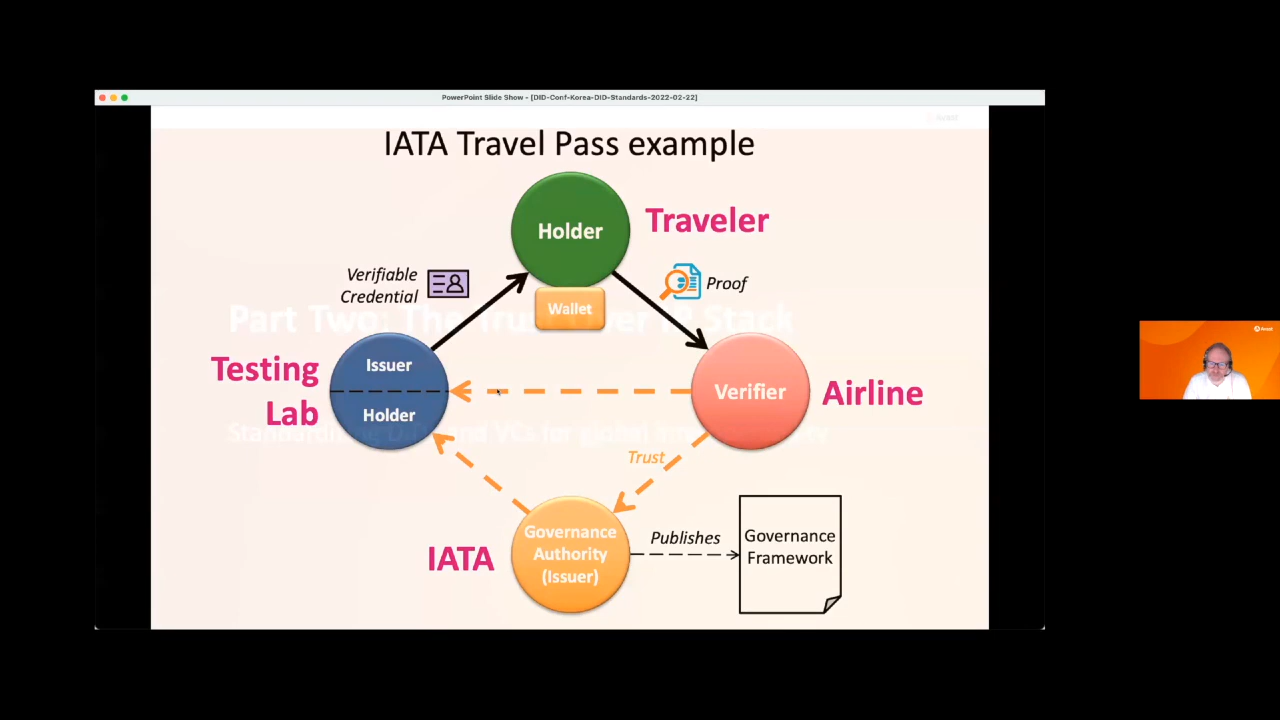 PowerPoint Slide Show - [DID-Conf-Korea-DID-Standards-2022-02-22]
IATA Travel Pass example
Holder
Traveler
Verifiable
Credential
Proof
Wallet
Part Two: The Trust Over IP Stack
Testing
Lab
Issuer
Holder
Verifier
Airline
Trust
IATA
Governance
Authority
(Issuer)
Publishes
Governance
Framework
Avast